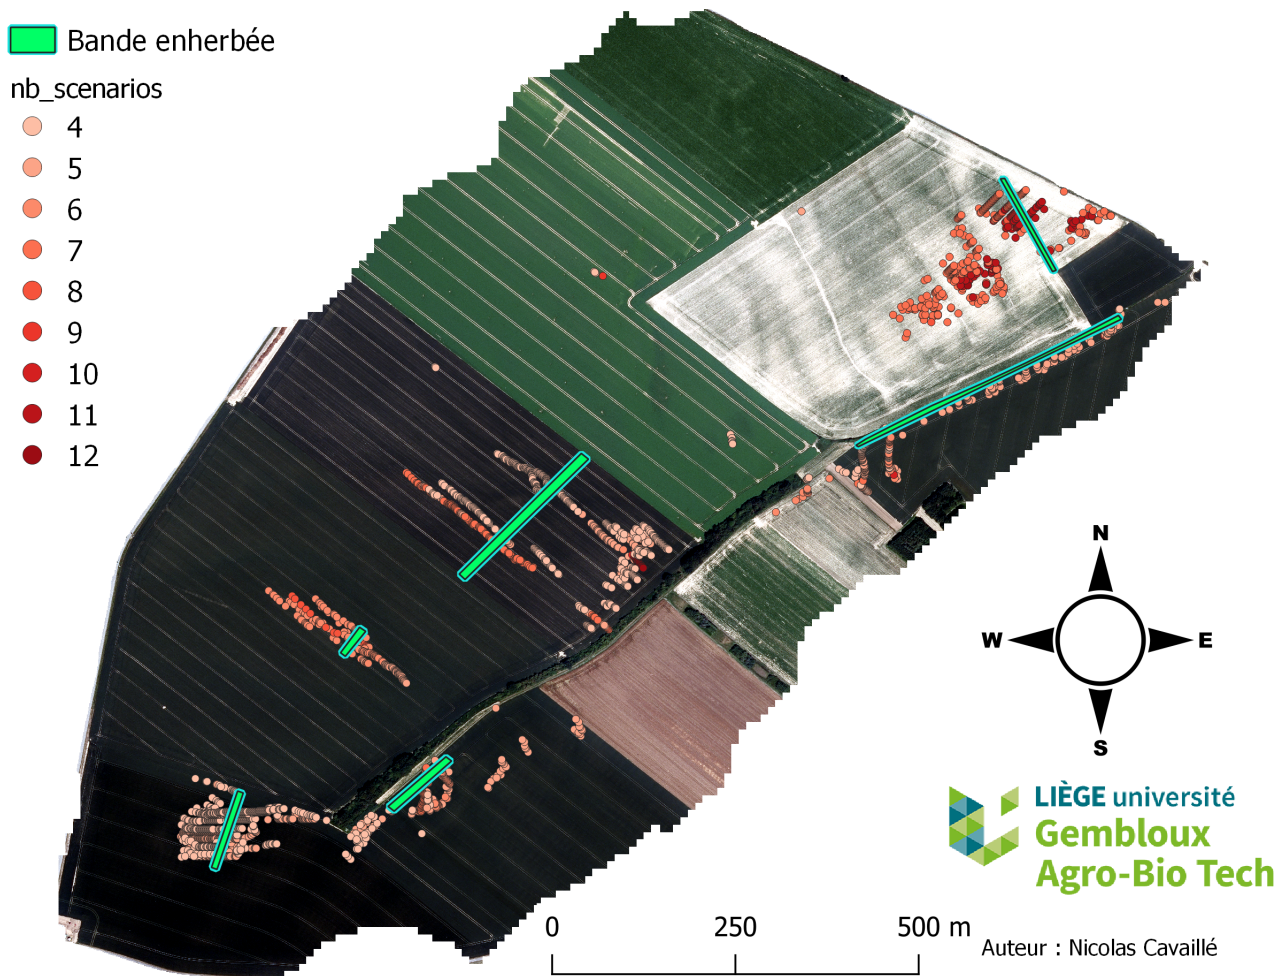 Bande enherbée
nb_scenarios
4
5
6
7
8
9
10
11
12
N
W
E
S
LIÈGE université
Gembloux
Agro-Bio Tech
0 250 500 m
Auteur : Nicolas Cavaillé